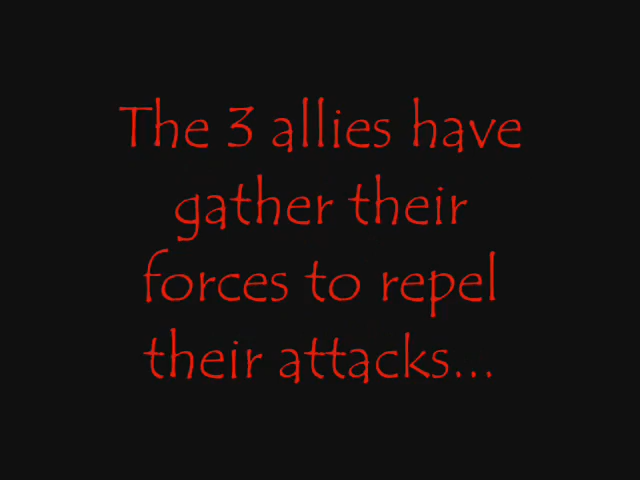 The 3 allies have
gather their
forces to repel
their attacks...